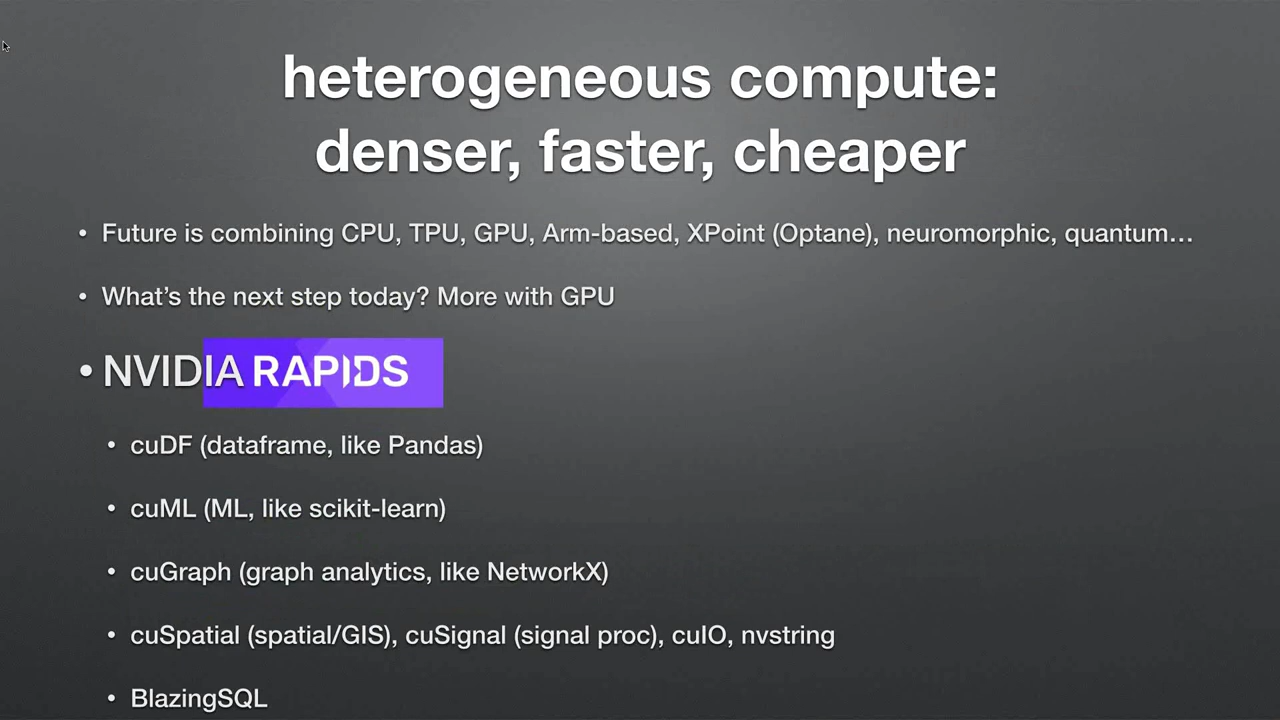 heterogeneous compute:
denser, faster, cheaper
• Future is combining CPU, TPU, GPU, Arm-based, XPoint (Optane), neuromorphic, quantum…
• What’s the next step today? More with GPU
• NVIDIA RAPIDS
• cuDF (dataframe, like Pandas)
• cuML (ML, like scikit-learn)
• cuGraph (graph analytics, like NetworkX)
• cuSpatial (spatial/GIS), cuSignal (signal proc), cuIO, nvstring
• BlazingSQL